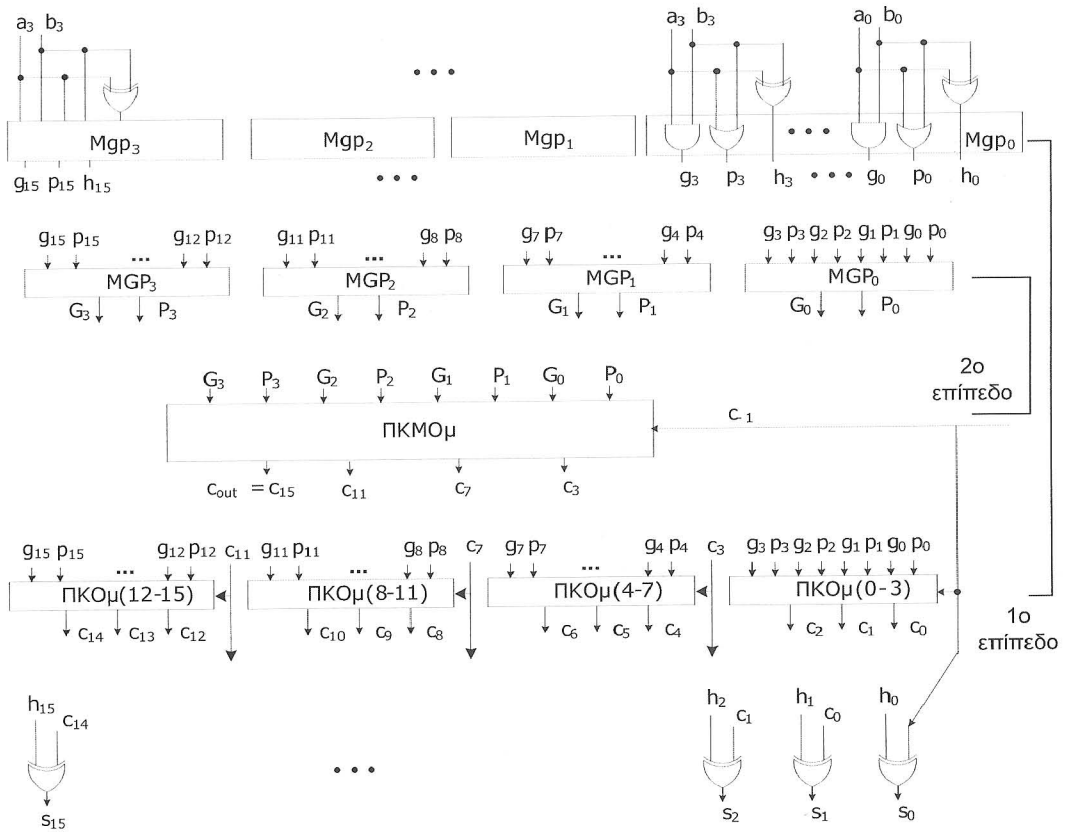 a₃ b₃ a₃ b₃ a₀ b₀
● ● ●
Mgp₃ Mgp₂ Mgp₁ ● ● ● Mgp₀
g₁₅ p₁₅ h₁₅ ● ● ● g₃ p₃ h₃ ● ● ● g₀ p₀ h₀
g₁₅ p₁₅ ... g₁₂ p₁₂ g₁₁ p₁₁ ... g₈ p₈ g₇ p₇ ... g₄ p₄ g₃ p₃ g₂ p₂ g₁ p₁ g₀ p₀
MGP₃ MGP₂ MGP₁ MGP₀
G₃ P₃ G₂ P₂ G₁ P₁ G₀ P₀
G₃ P₃ G₂ P₂ G₁ P₁ G₀ P₀
2ο
επίπεδο
ΠΚΜΟμ c₋₁
c_out = c₁₅ c₁₁ c₇ c₃
g₁₅ p₁₅ ... g₁₂ p₁₂ c₁₁ g₁₁ p₁₁ ... g₈ p₈ c₇ g₇ p₇ ... g₄ p₄ c₃ g₃ p₃ g₂ p₂ g₁ p₁ g₀ p₀
ΠΚΟμ(12-15) ΠΚΟμ(8-11) ΠΚΟμ(4-7) ΠΚΟμ(0-3)
c₁₄ c₁₃ c₁₂ c₁₀ c₉ c₈ c₆ c₅ c₄ c₂ c₁ c₀
1ο
επίπεδο
h₁₅ c₁₄ h₂ c₁ h₁ c₀ h₀
● ● ●
s₁₅ s₂ s₁ s₀